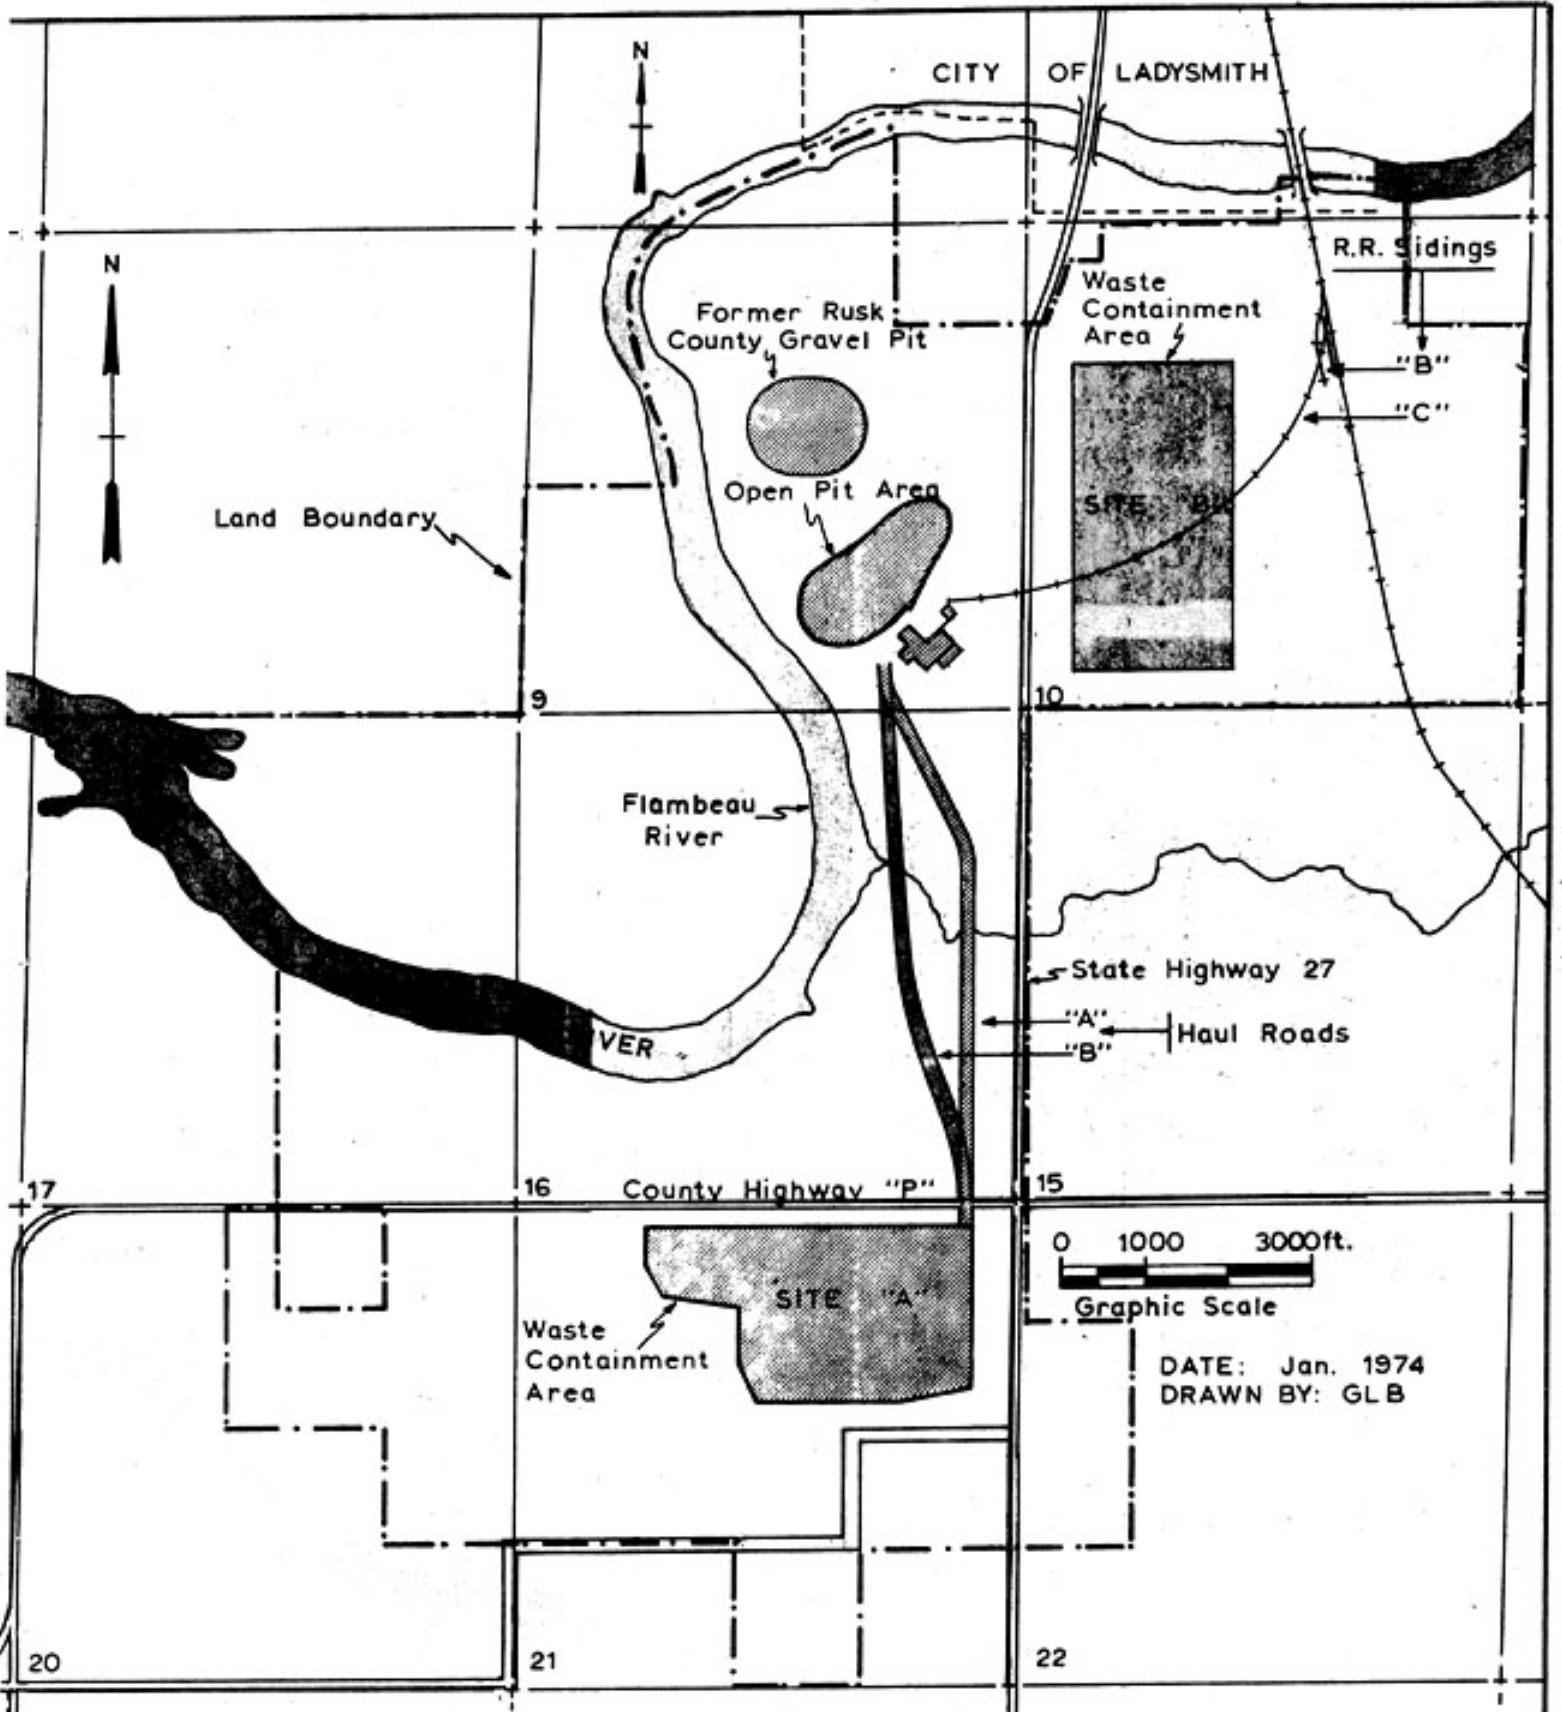 N
CITY OF LADYSMITH
N
R.R. Sidings
Waste
Containment
Area
Former Rusk
County Gravel Pit
"B"
"C"
Open Pit Area
SITE
Land Boundary
9
10
Flambeau
River
State Highway 27
"A"
"B"
Haul Roads
VER
17
16
County Highway "P"
15
0 1000 3000ft.
Graphic Scale
SITE "A"
Waste
Containment
Area
DATE: Jan. 1974
DRAWN BY: GLB
20
21
22